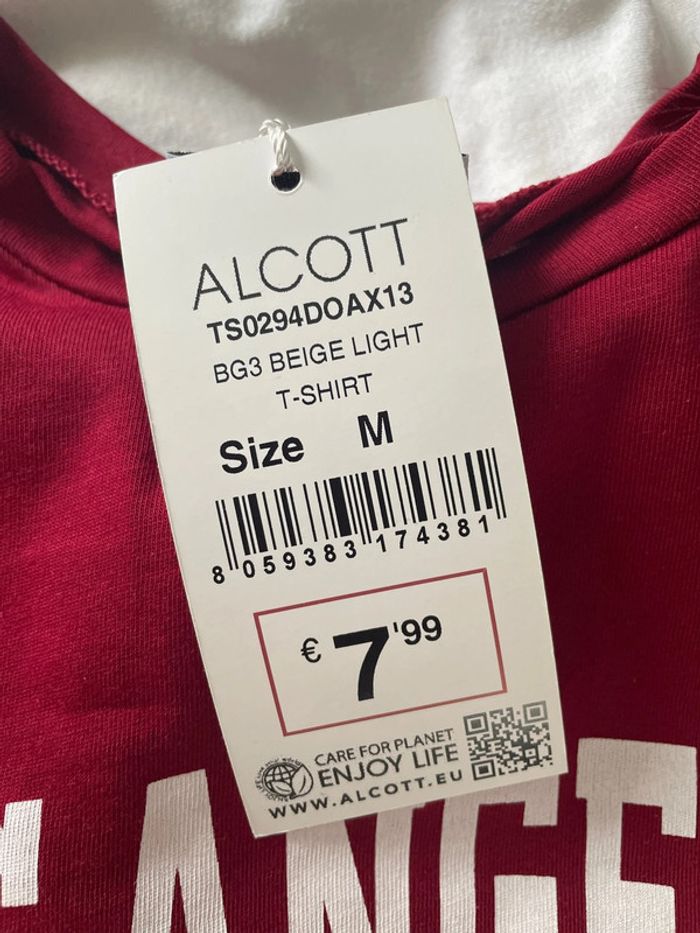 ALCOTT
TS0294DOAX13
BG3 BEIGE LIGHT
T-SHIRT
Size M
8 059383 174381
€ 7'99
CARE FOR PLANET
ENJOY LIFE
WWW.ALCOTT.EU
ANGE